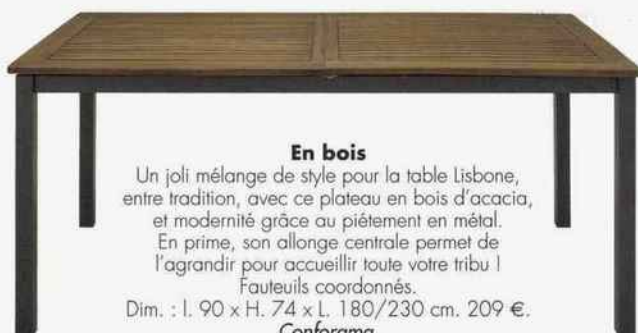 En bois
Un joli mélange de style pour la table Lisbone,
entre tradition, avec ce plateau en bois d'acacia,
et modernité grâce au piétement en métal.
En prime, son allonge centrale permet de
l'agrandir pour accueillir toute votre tribu !
Fauteuils coordonnés.
Dim. : l. 90 x H. 74 x L. 180/230 cm. 209 €.
Conforama